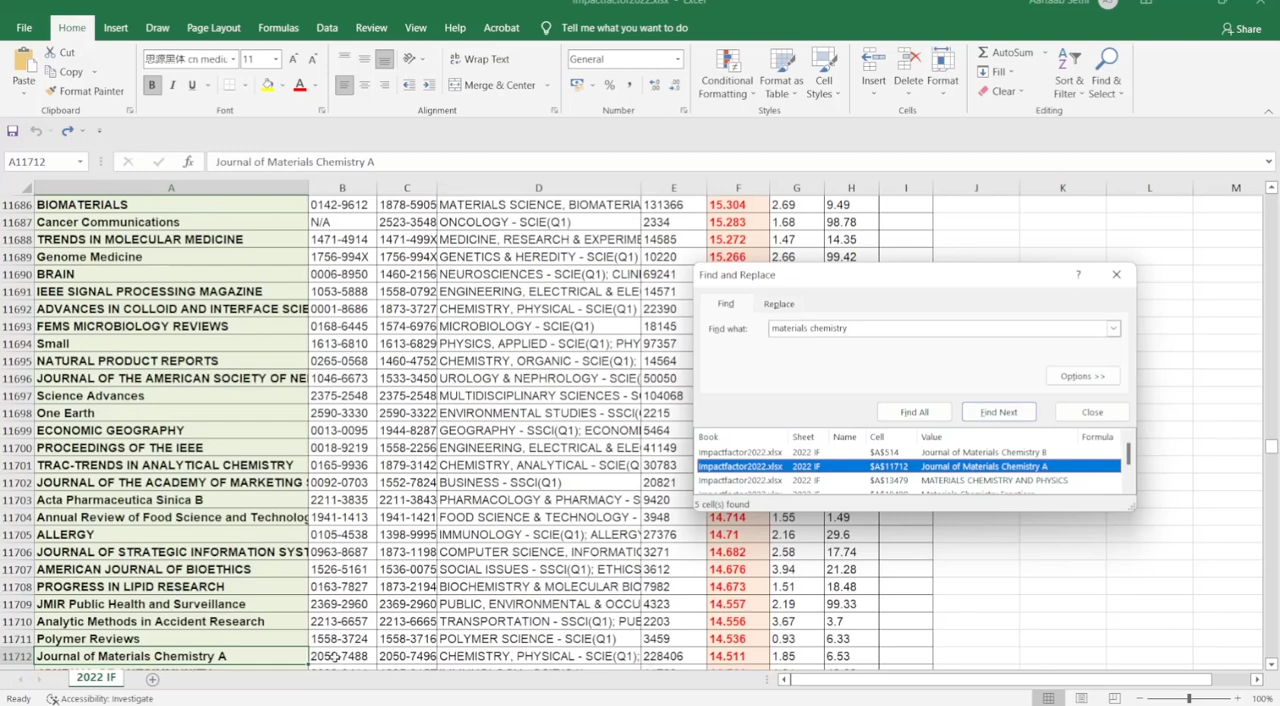 impactfactor2022.xlsx - Excel
File Home Insert Draw Page Layout Formulas Data Review View Help Acrobat Tell me what you want to do Share
Cut
Copy
Format Painter
Paste
Clipboard
思源黑体 cn medi 11
B I U A
Font
Wrap Text
Merge & Center
Alignment
General
%
Number
Conditional Formatting
Format as Table
Cell Styles
Styles
Insert Delete Format
Cells
AutoSum
Fill
Clear
Sort & Filter
Find & Select
Editing
A11712 fx Journal of Materials Chemistry A
A B C D E F G H I J K L M
11686 BIOMATERIALS 0142-9612 1878-5905 MATERIALS SCIENCE, BIOMATERIA 131366 15.304 2.69 9.49
11687 Cancer Communications N/A 2523-3548 ONCOLOGY - SCIE(Q1) 2334 15.283 1.68 98.78
11688 TRENDS IN MOLECULAR MEDICINE 1471-4914 1471-499X MEDICINE, RESEARCH & EXPERIME 14585 15.272 1.47 14.35
11689 Genome Medicine 1756-994X 1756-994X GENETICS & HEREDITY - SCIE(Q1) 10220 15.266 2.66 99.42
11690 BRAIN 0006-8950 1460-2156 NEUROSCIENCES - SCIE(Q1); CLIN 69241
11691 IEEE SIGNAL PROCESSING MAGAZINE 1053-5888 1558-0792 ENGINEERING, ELECTRICAL & ELE 14571
11692 ADVANCES IN COLLOID AND INTERFACE SCIE 0001-8686 1873-3727 CHEMISTRY, PHYSICAL - SCIE(Q1) 22390
11693 FEMS MICROBIOLOGY REVIEWS 0168-6445 1574-6976 MICROBIOLOGY - SCIE(Q1) 18145
11694 Small 1613-6810 1613-6829 PHYSICS, APPLIED - SCIE(Q1); PHY 97357
11695 NATURAL PRODUCT REPORTS 0265-0568 1460-4752 CHEMISTRY, ORGANIC - SCIE(Q1); 14564
11696 JOURNAL OF THE AMERICAN SOCIETY OF NE 1046-6673 1533-3450 UROLOGY & NEPHROLOGY - SCIE( 50050
11697 Science Advances 2375-2548 2375-2548 MULTIDISCIPLINARY SCIENCES - S 104068
11698 One Earth 2590-3330 2590-3322 ENVIRONMENTAL STUDIES - SSCI( 2215
11699 ECONOMIC GEOGRAPHY 0013-0095 1944-8287 GEOGRAPHY - SSCI(Q1); ECONOM 5464
11700 PROCEEDINGS OF THE IEEE 0018-9219 1558-2256 ENGINEERING, ELECTRICAL & ELE 41149
11701 TRAC-TRENDS IN ANALYTICAL CHEMISTRY 0165-9936 1879-3142 CHEMISTRY, ANALYTICAL - SCIE(Q 30783
11702 JOURNAL OF THE ACADEMY OF MARKETING 0092-0703 1552-7824 BUSINESS - SSCI(Q1) 20821
11703 Acta Pharmaceutica Sinica B 2211-3835 2211-3843 PHARMACOLOGY & PHARMACY - S 9420
11704 Annual Review of Food Science and Technolog 1941-1413 1941-1421 FOOD SCIENCE & TECHNOLOGY - 3948 14.714 1.55 1.49
11705 ALLERGY 0105-4538 1398-9995 IMMUNOLOGY - SCIE(Q1); ALLERG 27376 14.71 2.16 29.6
11706 JOURNAL OF STRATEGIC INFORMATION SYST 0963-8687 1873-1198 COMPUTER SCIENCE, INFORMATIC 3271 14.682 2.58 17.74
11707 AMERICAN JOURNAL OF BIOETHICS 1526-5161 1536-0075 SOCIAL ISSUES - SSCI(Q1); ETHICS 3612 14.676 3.94 21.28
11708 PROGRESS IN LIPID RESEARCH 0163-7827 1873-2194 BIOCHEMISTRY & MOLECULAR BIO 7982 14.673 1.51 18.48
11709 JMIR Public Health and Surveillance 2369-2960 2369-2960 PUBLIC, ENVIRONMENTAL & OCCU 4323 14.557 2.19 99.33
11710 Analytic Methods in Accident Research 2213-6657 2213-6665 TRANSPORTATION - SSCI(Q1); PUB 2203 14.556 3.67 3.7
11711 Polymer Reviews 1558-3724 1558-3716 POLYMER SCIENCE - SCIE(Q1) 3459 14.536 0.93 6.33
11712 Journal of Materials Chemistry A 2050-7488 2050-7496 CHEMISTRY, PHYSICAL - SCIE(Q1); 228406 14.511 1.85 6.53
Find and Replace ?
Find Replace
Find what: materials chemistry
Options >>
Find All Find Next Close
Book Sheet Name Cell Value Formula
impactfactor2022.xlsx 2022 IF $A$514 Journal of Materials Chemistry B
impactfactor2022.xlsx 2022 IF $A$11712 Journal of Materials Chemistry A
impactfactor2022.xlsx 2022 IF $A$13479 MATERIALS CHEMISTRY AND PHYSICS
5 cell(s) found
2022 IF
Ready Accessibility: Investigate 100%